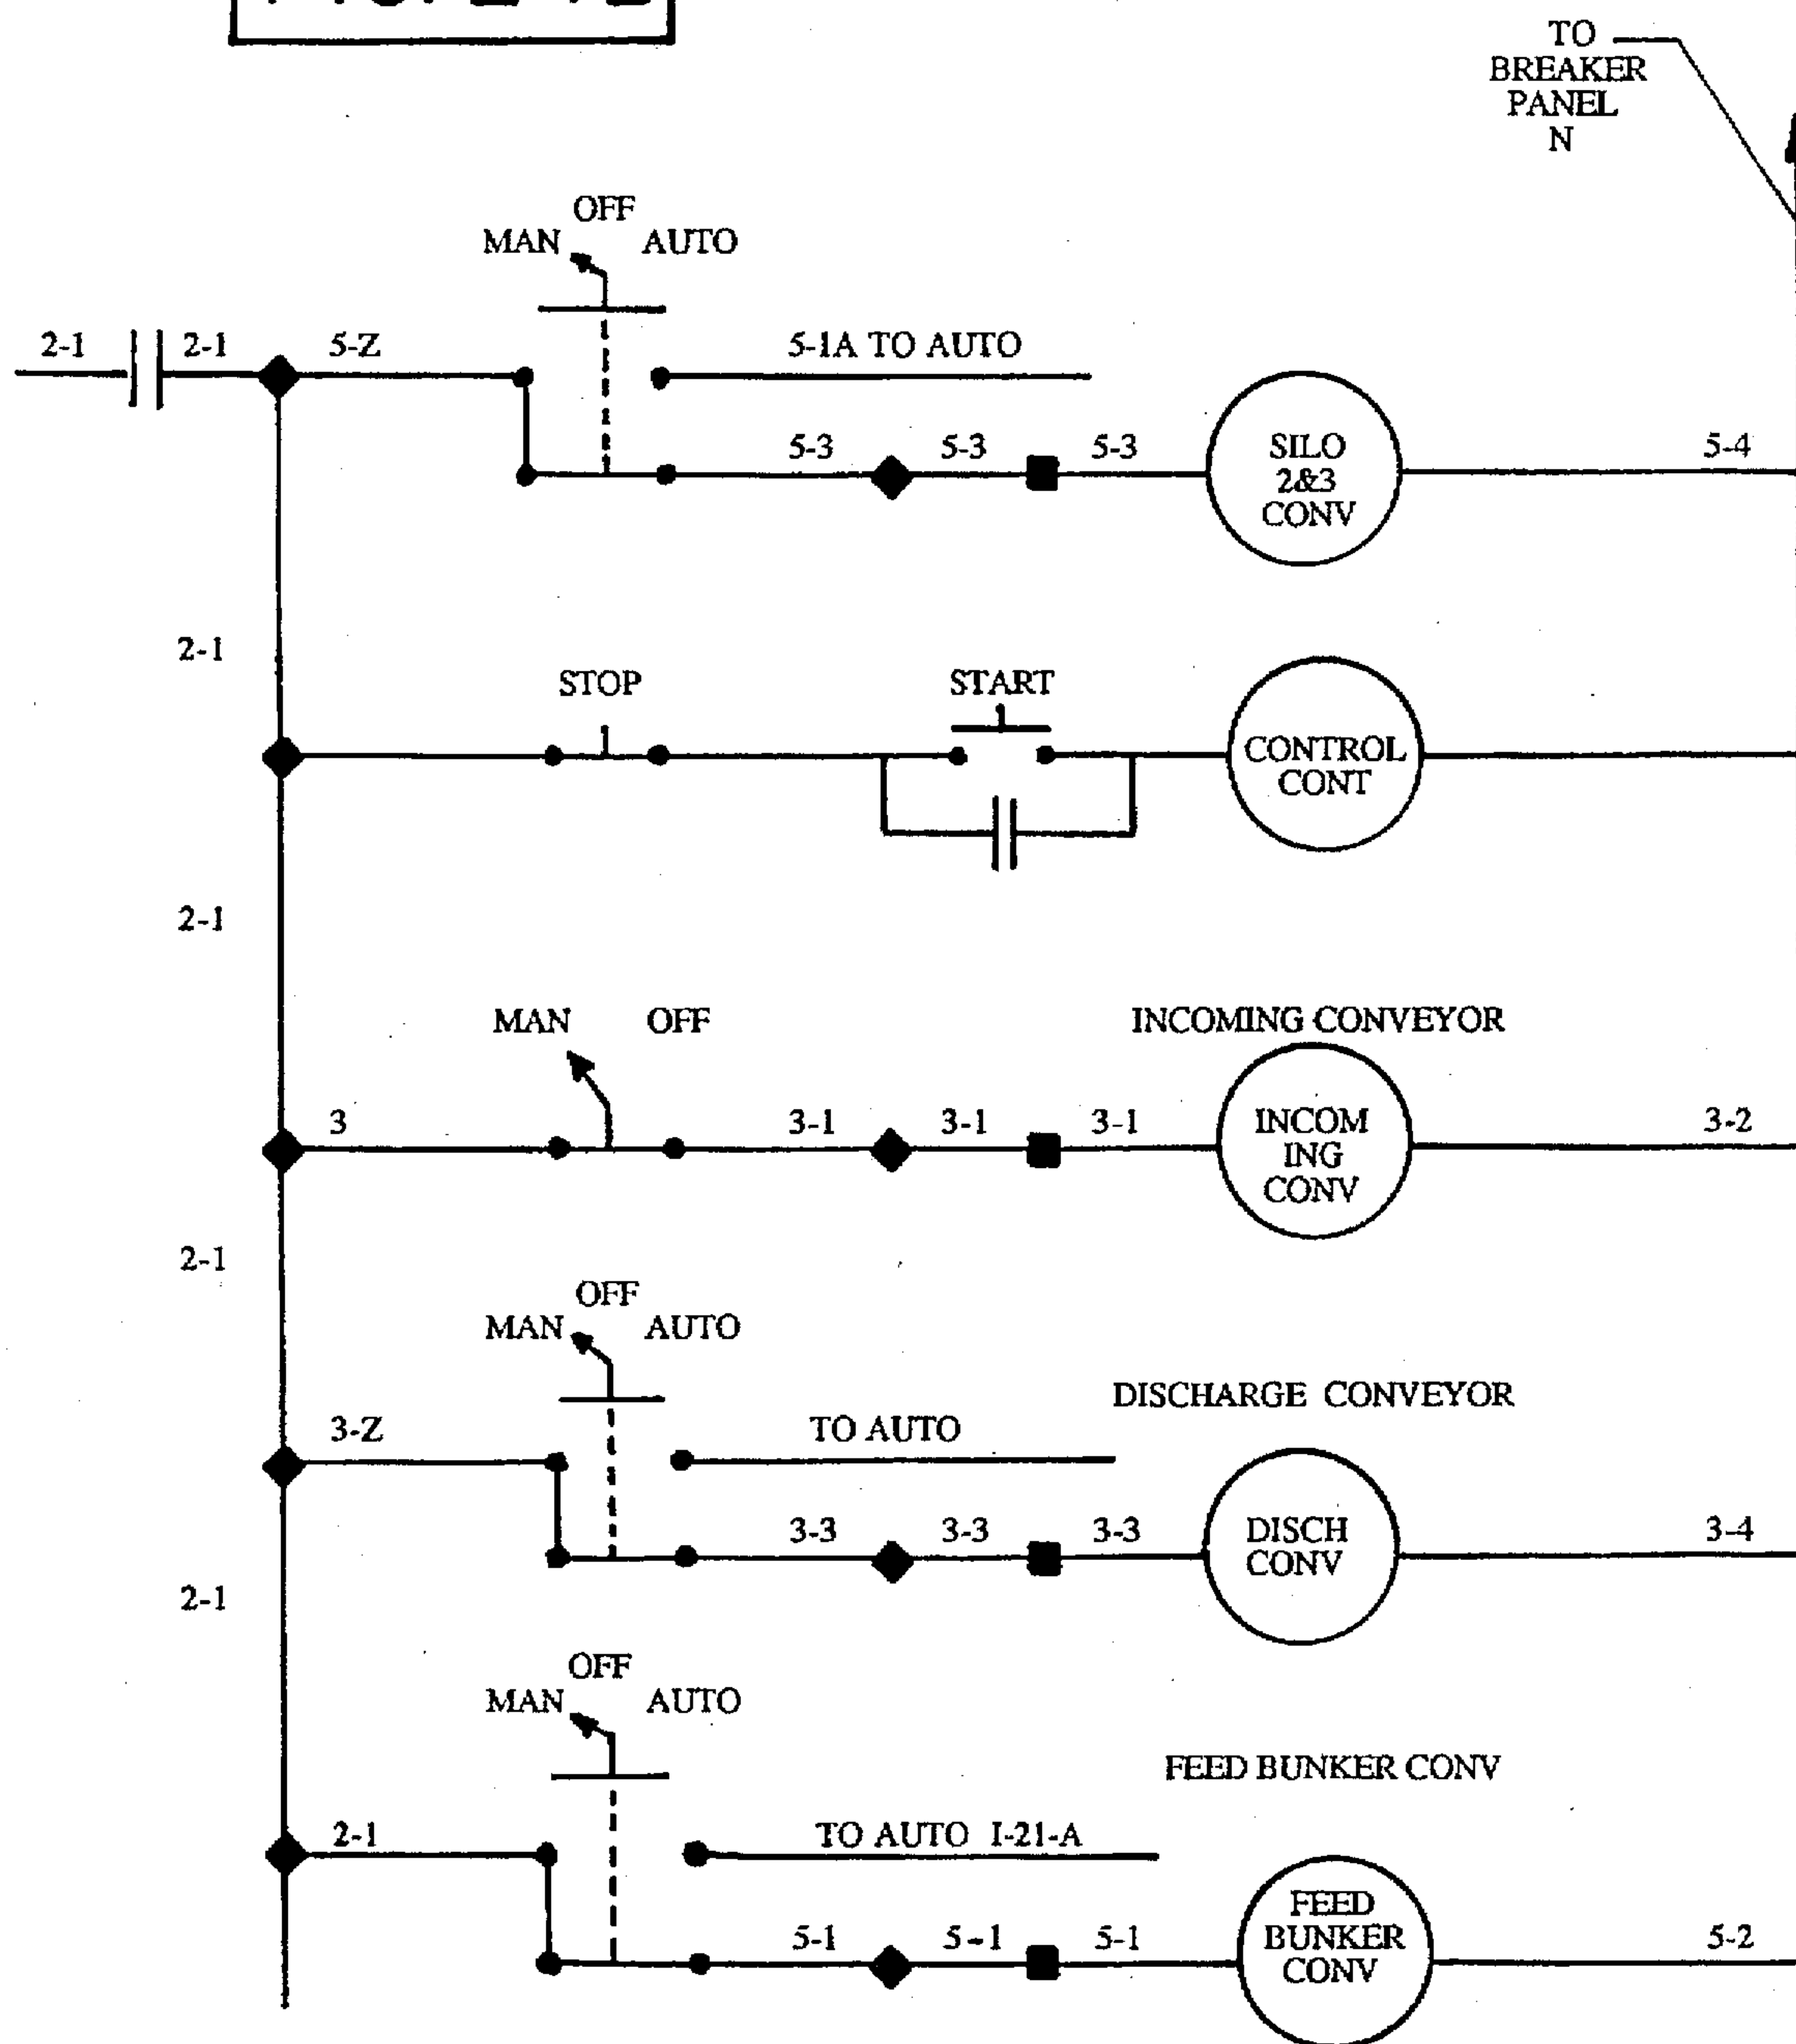 TO
BREAKER
PANEL
N
OFF
MAN AUTO
2-1 2-1 5-Z 5-1A TO AUTO
5-3 5-3 5-3 SILO 5-4
2&3
CONV
2-1
STOP START
CONTROL
CONT
2-1
MAN OFF INCOMING CONVEYOR
3 3-1 3-1 3-1 INCOM 3-2
ING
CONV
2-1
OFF
MAN AUTO
DISCHARGE CONVEYOR
3-Z TO AUTO
3-3 3-3 3-3 DISCH 3-4
CONV
2-1
OFF
MAN AUTO
FEED BUNKER CONV
2-1 TO AUTO I-21-A
FEED
5-1 5-1 5-1 BUNKER 5-2
CONV